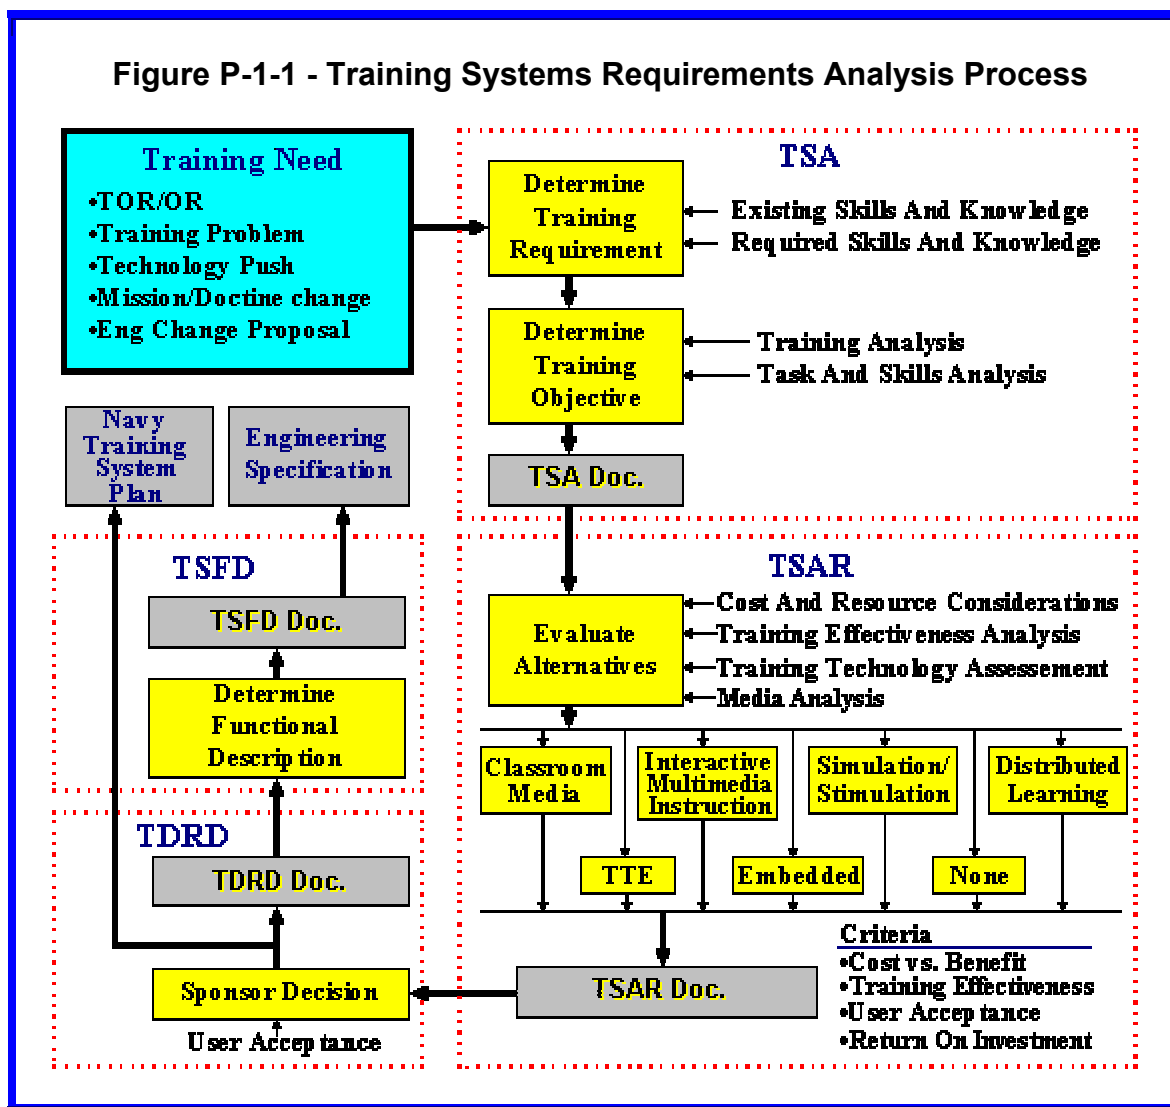 Figure P-1-1 - Training Systems Requirements Analysis Process
Training Need
•TOR/OR
•Training Problem
•Technology Push
•Mission/Doctine change
•Eng Change Proposal
TSA
Determine
Training
Requirement
Existing Skills And Knowledge
Required Skills And Knowledge
Determine
Training
Objective
Training Analysis
Task And Skills Analysis
TSA Doc.
Navy
Training
System
Plan
Engineering
Specification
TSFD
TSFD Doc.
Determine
Functional
Description
TSAR
Evaluate
Alternatives
Cost And Resource Considerations
Training Effectiveness Analysis
Training Technology Assessement
Media Analysis
Classroom
Media
Interactive
Multimedia
Instruction
Simulation/
Stimulation
Distributed
Learning
TTE
Embedded
None
TDRD
TDRD Doc.
Sponsor Decision
User Acceptance
TSAR Doc.
Criteria
•Cost vs. Benefit
•Training Effectiveness
•User Acceptance
•Return On Investment